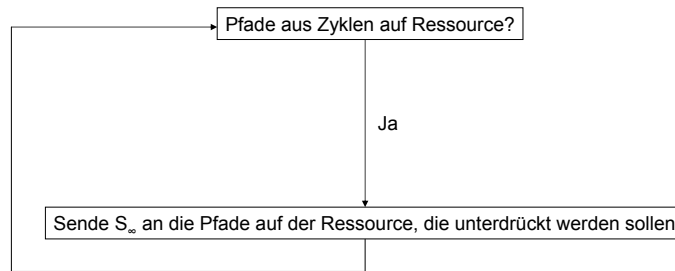 Pfade aus Zyklen auf Ressource?
Ja
Sende S∞ an die Pfade auf der Ressource, die unterdrückt werden sollen